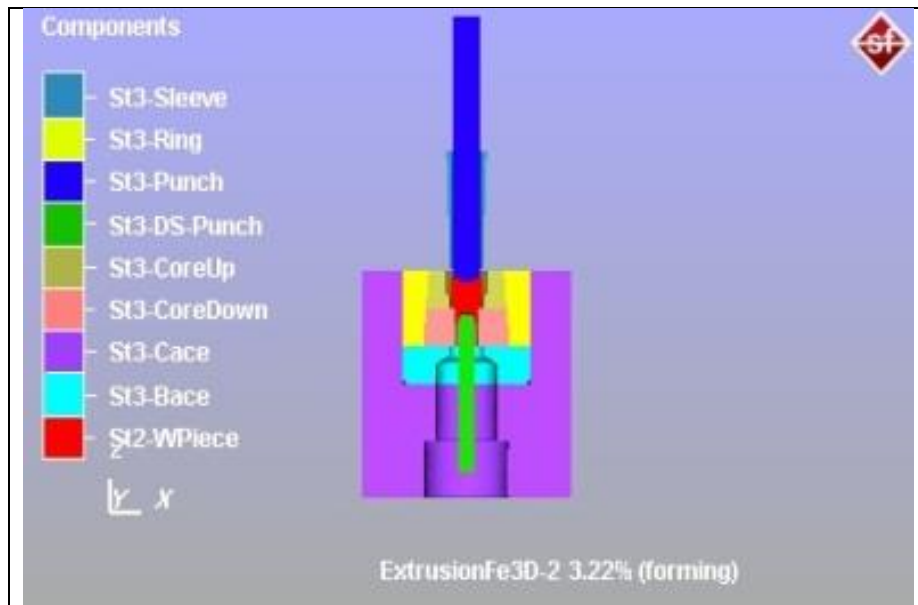 Components
sf
St3-Sleeve
St3-Ring
St3-Punch
St3-DS-Punch
St3-CoreUp
St3-CoreDown
St3-Cace
St3-Bace
St2-WPiece
Z
Y X
ExtrusionFe3D-2 3.22% (forming)